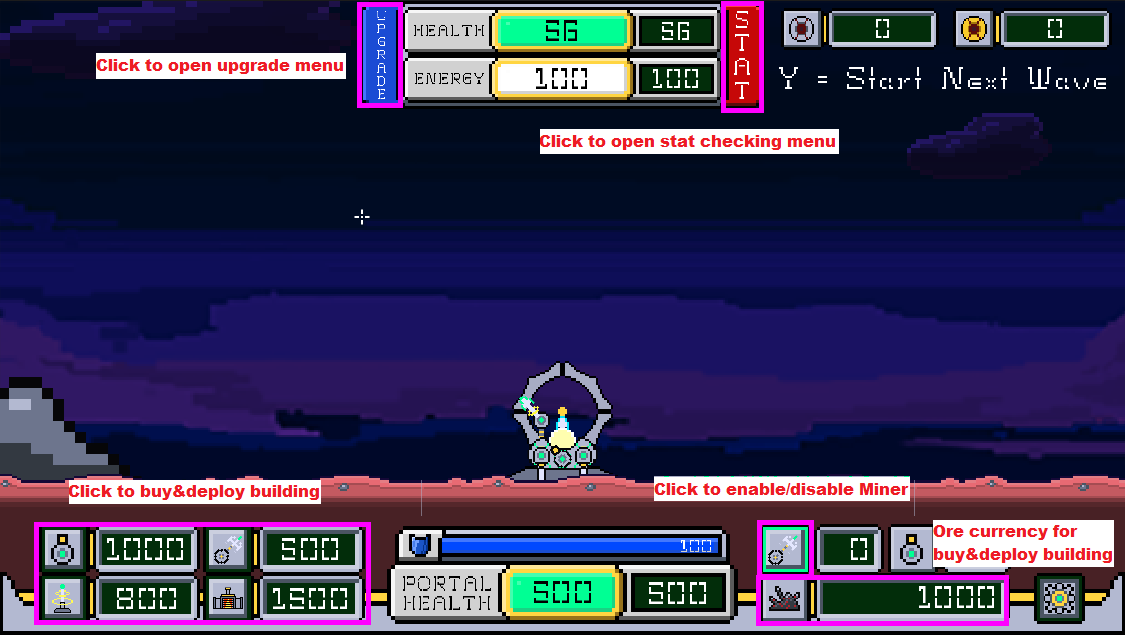 UPGRADE
HEALTH 56 56
STAT
0 0
Click to open upgrade menu
ENERGY 100 100
Y = Start Next Wave
Click to open stat checking menu
Click to buy&deploy building
Click to enable/disable Miner
1000 500
100
0
Ore currency for
buy&deploy building
800 1500
PORTAL
HEALTH
500 500
1000